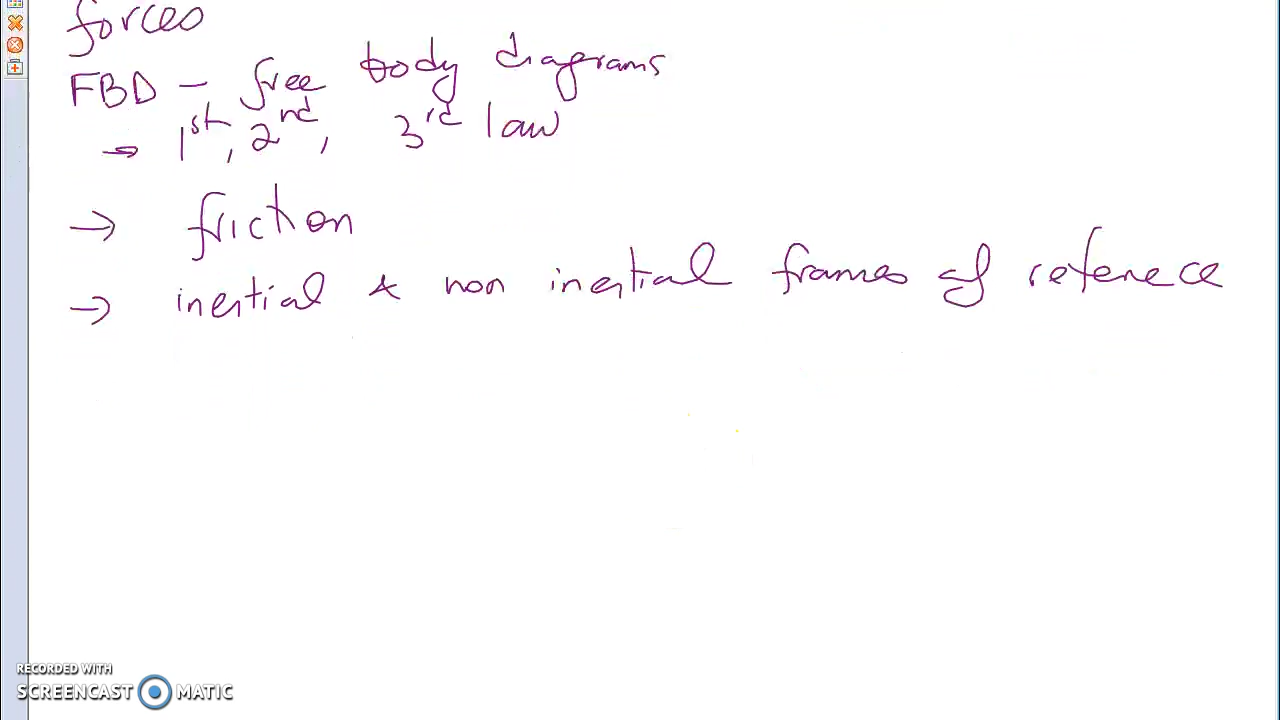 forces
FBD - free body diagrams
→ 1st, 2nd, 3rd law
→ friction
→ inertial & non inertial frames of refenece
RECORDED WITH
SCREENCAST MATIC